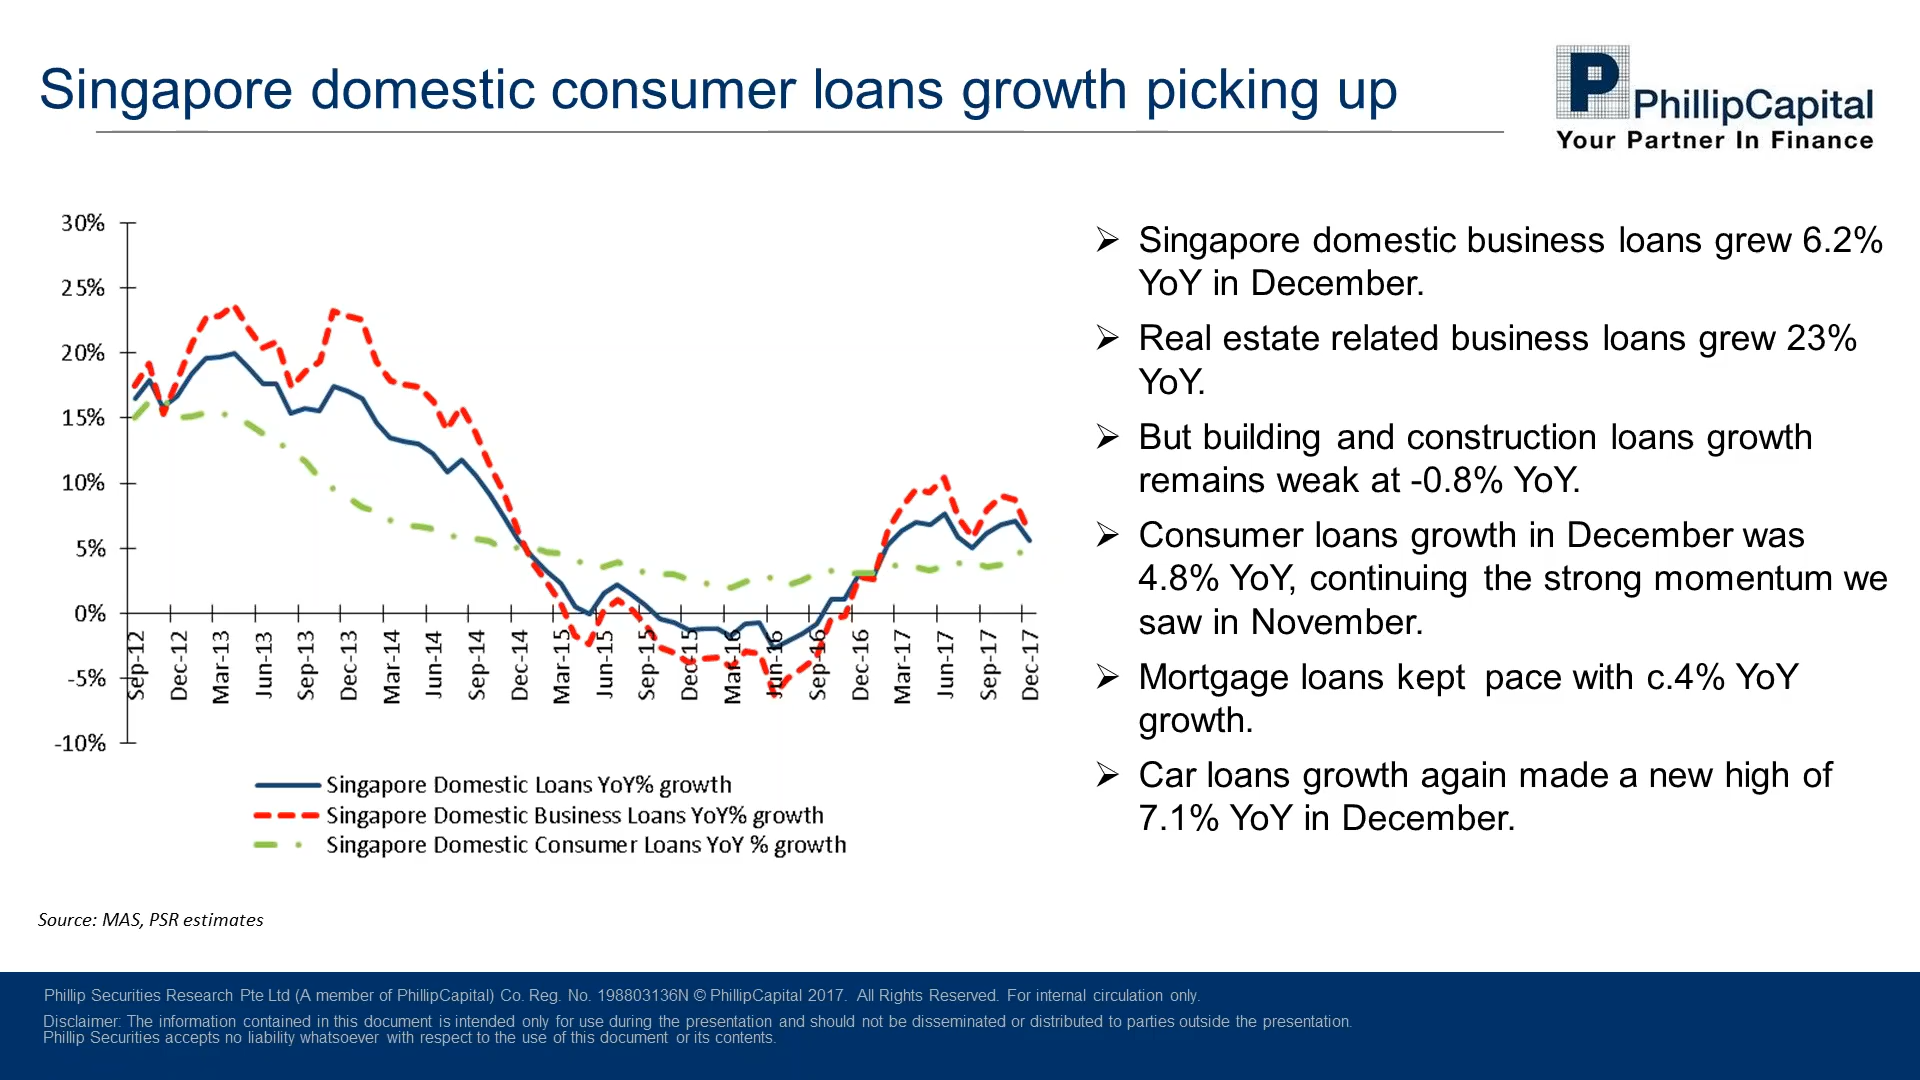 Singapore domestic consumer loans growth picking up
P
PhillipCapital
Your Partner In Finance
30%
25%
20%
15%
10%
5%
0%
-5%
-10%
Sep-12
Dec-12
Mar-13
Jun-13
Sep-13
Dec-13
Mar-14
Jun-14
Sep-14
Dec-14
Mar-15
Jun-15
Sep-15
Dec-15
Mar-16
Jun-16
Sep-16
Dec-16
Mar-17
Jun-17
Sep-17
Dec-17
Singapore Domestic Loans YoY% growth
Singapore Domestic Business Loans YoY% growth
Singapore Domestic Consumer Loans YoY % growth
Singapore domestic business loans grew 6.2%
YoY in December.
Real estate related business loans grew 23%
YoY.
But building and construction loans growth
remains weak at -0.8% YoY.
Consumer loans growth in December was
4.8% YoY, continuing the strong momentum we
saw in November.
Mortgage loans kept pace with c.4% YoY
growth.
Car loans growth again made a new high of
7.1% YoY in December.
Source: MAS, PSR estimates
Phillip Securities Research Pte Ltd (A member of PhillipCapital) Co. Reg. No. 198803136N © PhillipCapital 2017. All Rights Reserved. For internal circulation only.
Disclaimer: The information contained in this document is intended only for use during the presentation and should not be disseminated or distributed to parties outside the presentation.
Phillip Securities accepts no liability whatsoever with respect to the use of this document or its contents.